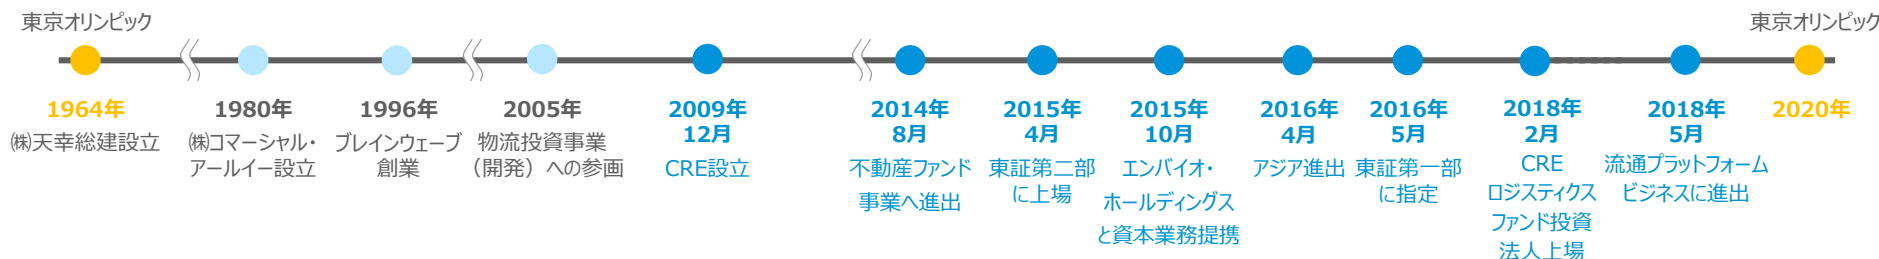 東京オリンピック
東京オリンピック
1964年
㈱天幸総建設立
1980年
㈱コマーシャル・
アールイー設立
1996年
ブレインウェーブ
創業
2005年
物流投資事業
（開発）への参画
2009年
12月
CRE設立
2014年
8月
不動産ファンド
事業へ進出
2015年
4月
東証第二部
に上場
2015年
10月
エンバイオ・
ホールディングス
と資本業務提携
2016年
4月
アジア進出
2016年
5月
東証第一部
に指定
2018年
2月
CRE
ロジスティクス
ファンド投資
法人上場
2018年
5月
流通プラットフォーム
ビジネスに進出
2020年